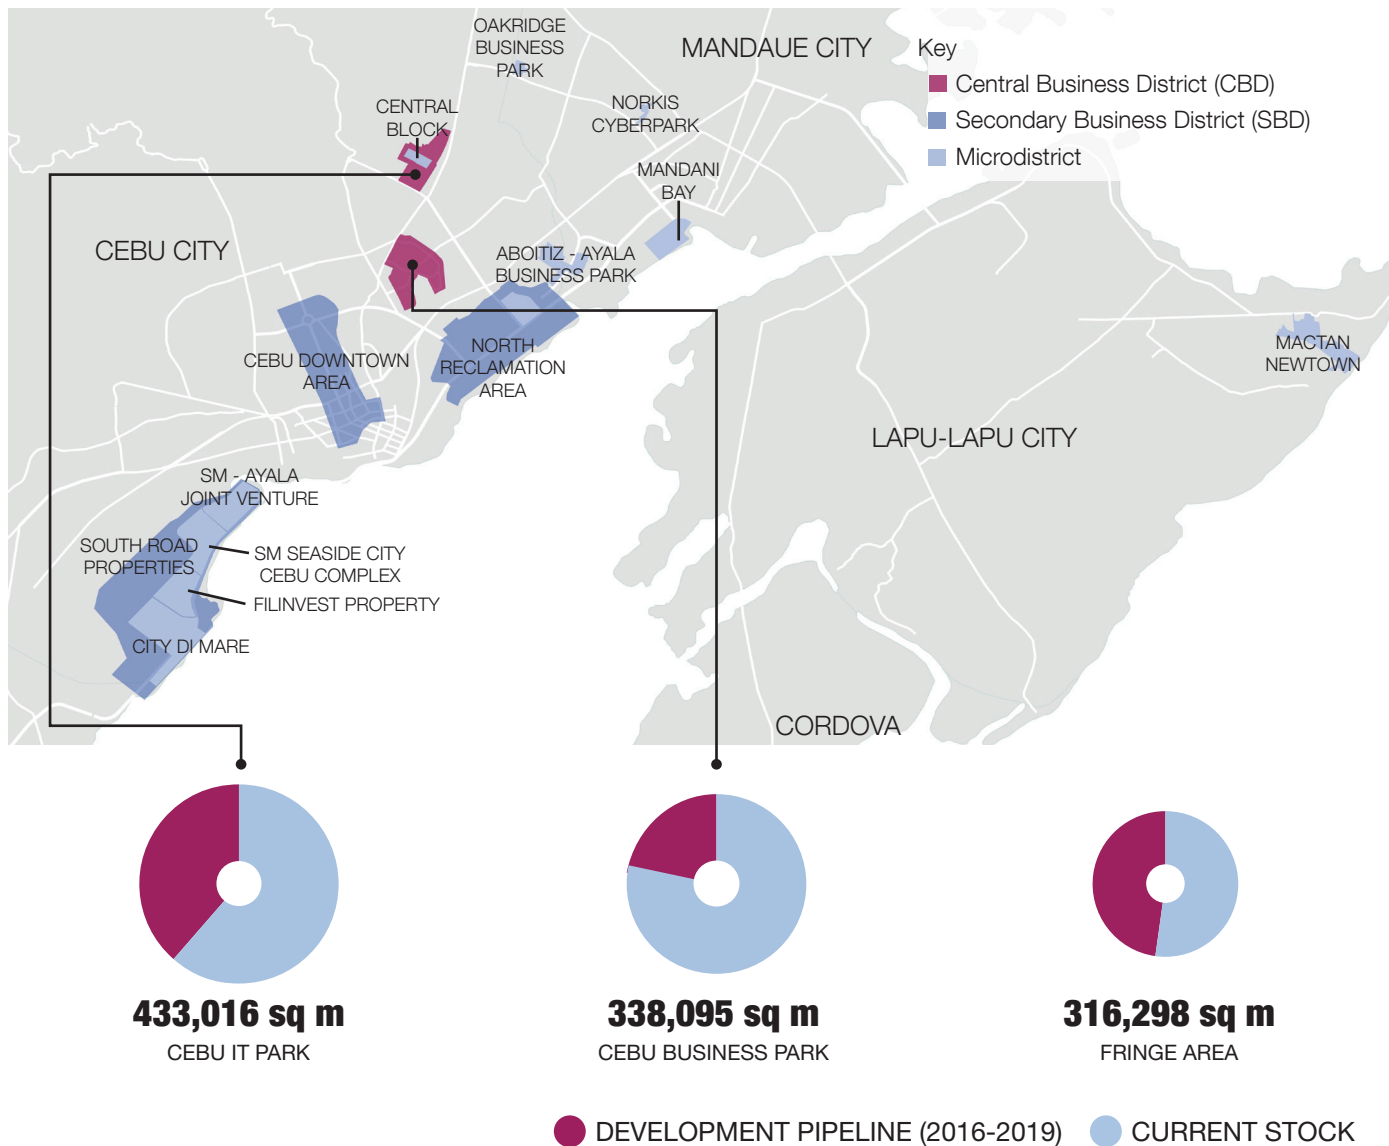 OAKRIDGE
BUSINESS
PARK
MANDAUE CITY
Key
Central Business District (CBD)
Secondary Business District (SBD)
Microdistrict
CENTRAL
BLOCK
NORKIS
CYBERPARK
MANDANI
BAY
CEBU CITY
ABOITIZ - AYALA
BUSINESS PARK
CEBU DOWNTOWN
AREA
NORTH
RECLAMATION
AREA
MACTAN
NEWTOWN
LAPU-LAPU CITY
SM - AYALA
JOINT VENTURE
SOUTH ROAD
PROPERTIES
SM SEASIDE CITY
CEBU COMPLEX
FILINVEST PROPERTY
CITY DI MARE
CORDOVA
433,016 sq m
CEBU IT PARK
338,095 sq m
CEBU BUSINESS PARK
316,298 sq m
FRINGE AREA
DEVELOPMENT PIPELINE (2016-2019)
CURRENT STOCK